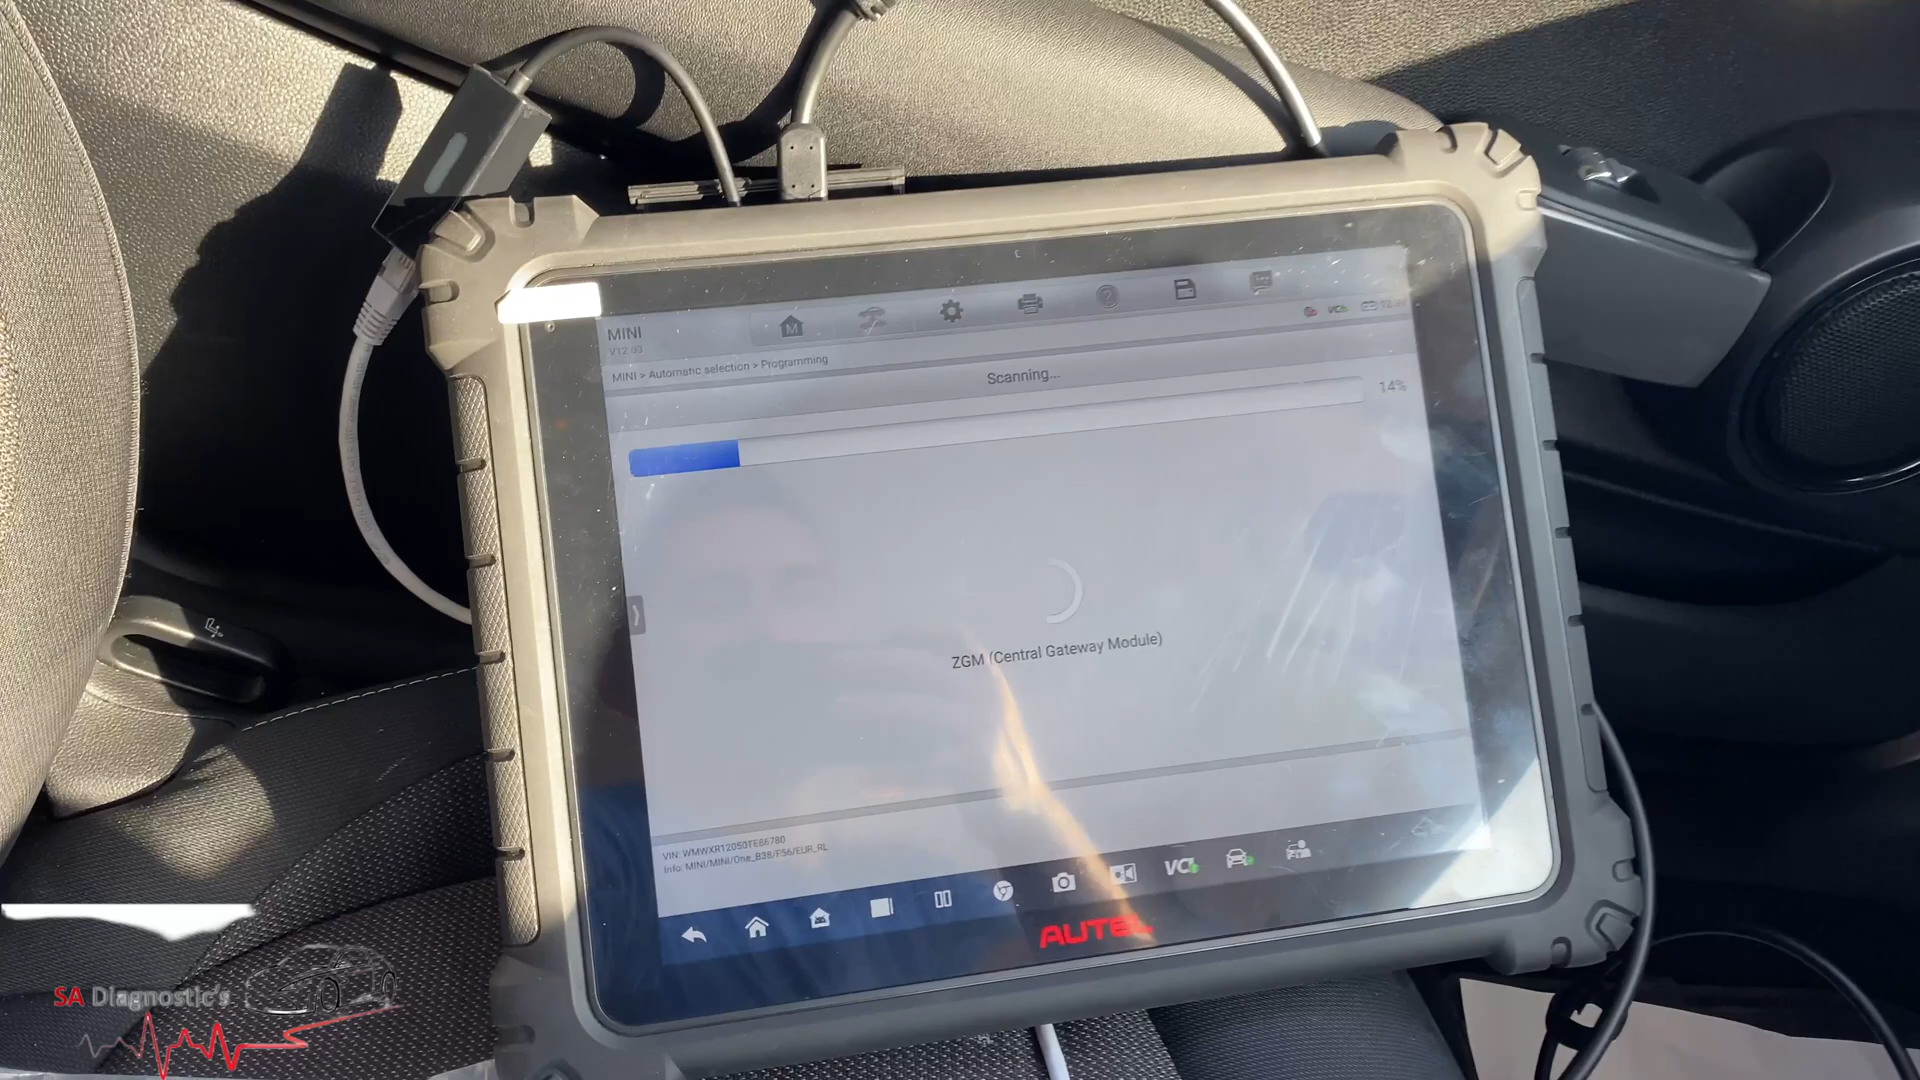 MINI
V12.03
MINI > Automatic selection > Programming
Scanning...
14%
ZGM (Central Gateway Module)
VIN: WMWXR12050TE86780
Info: MINI/MINI/One_B38/F56/EUR_RL
VCI
AUTEL
SA Diagnostic's